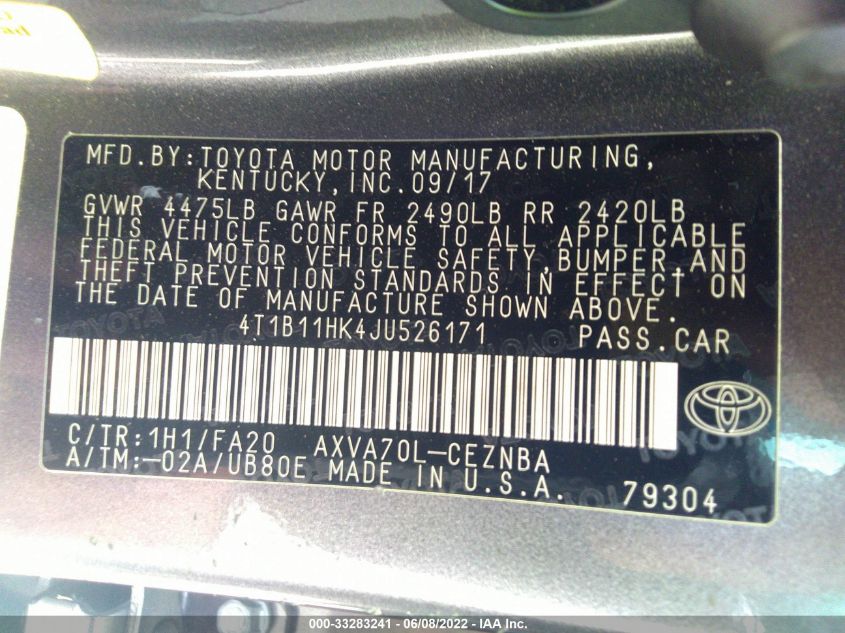 MFD.BY:TOYOTA MOTOR MANUFACTURING,
KENTUCKY,INC.09/17
GVWR 4475LB GAWR FR 2490LB RR 2420LB
THIS VEHICLE CONFORMS TO ALL APPLICABLE
FEDERAL MOTOR VEHICLE SAFETY,BUMPER,AND
THEFT PREVENTION STANDARDS IN EFFECT ON
THE DATE OF MANUFACTURE SHOWN ABOVE.
4T1B11HK4JU526171 PASS.CAR
C/TR:1H1/FA20 AXVA70L-CEZNBA
A/TM:-02A/UB80E MADE IN U.S.A. 79304
000-33283241 - 06/08/2022 - IAA Inc.